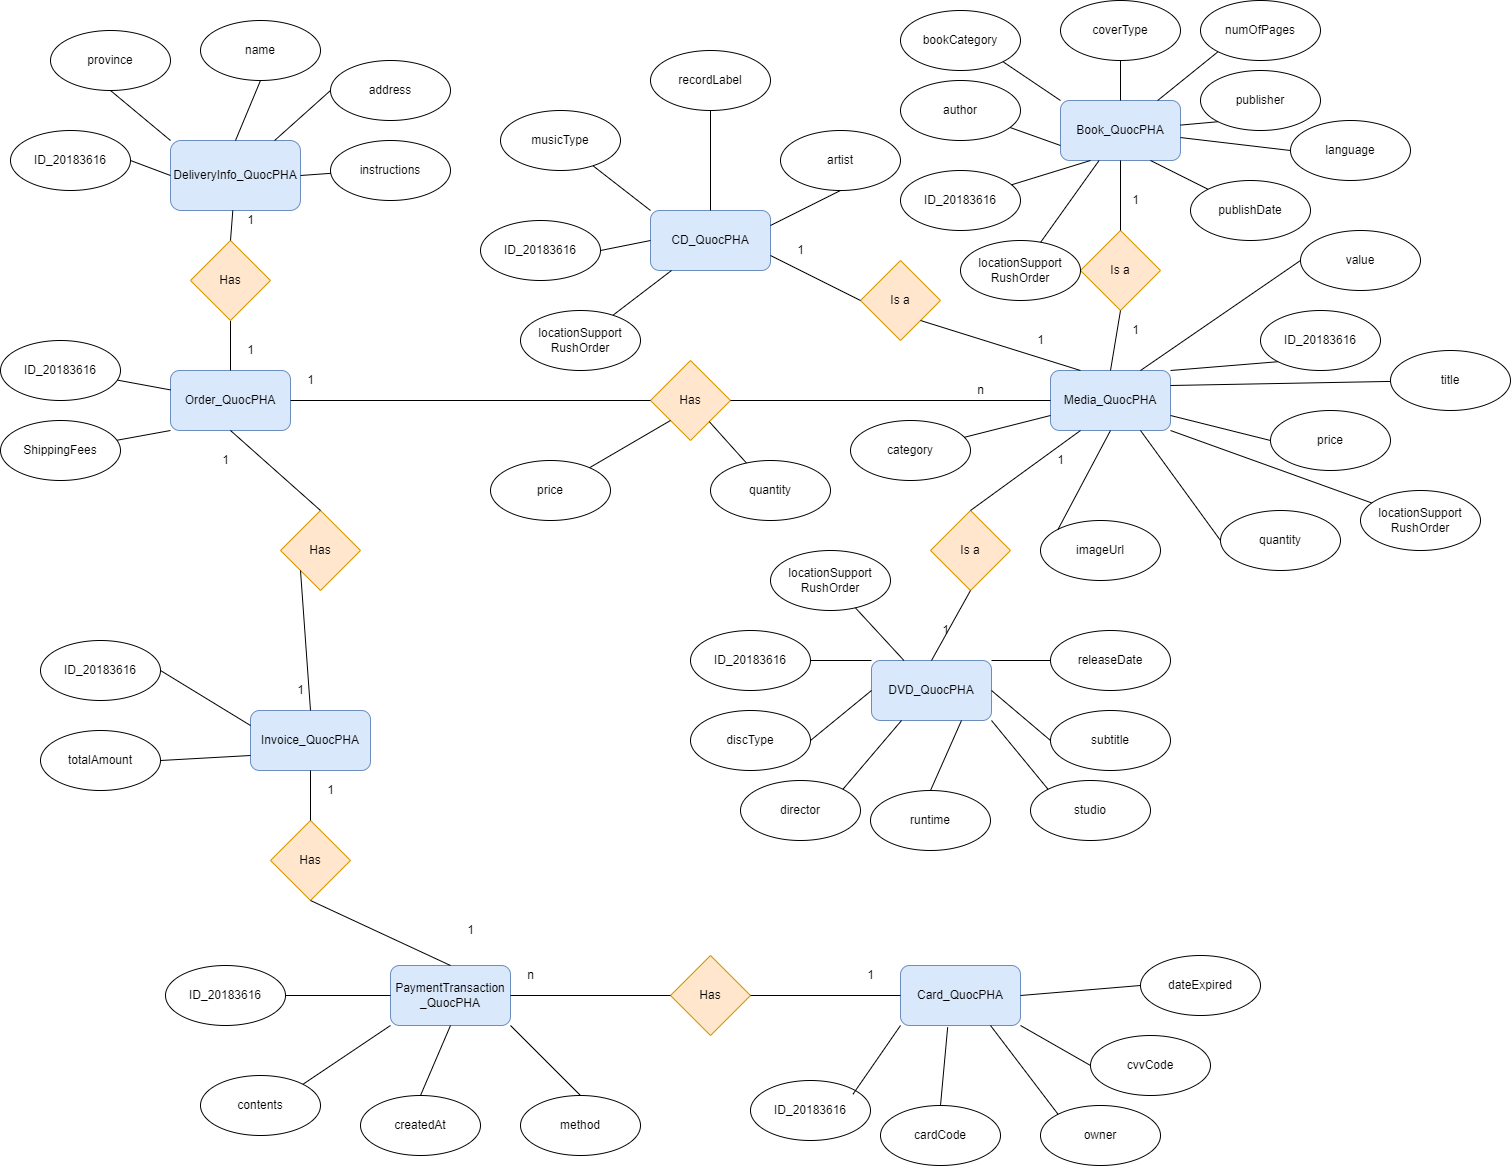 province
name
address
ID_20183616
DeliveryInfo_QuocPHA
instructions
1
Has
1
recordLabel
musicType
artist
ID_20183616
CD_QuocPHA
locationSupport
RushOrder
1
Is a
1
bookCategory
coverType
numOfPages
author
Book_QuocPHA
publisher
language
ID_20183616
publishDate
locationSupport
RushOrder
1
Is a
1
value
ID_20183616
title
ID_20183616
Order_QuocPHA
ShippingFees
1
Has
n
price
quantity
Media_QuocPHA
category
price
locationSupport
RushOrder
quantity
imageUrl
1
Is a
1
locationSupport
RushOrder
ID_20183616
DVD_QuocPHA
releaseDate
discType
subtitle
director
runtime
studio
1
Has
1
ID_20183616
Invoice_QuocPHA
totalAmount
1
Has
1
ID_20183616
PaymentTransaction
_QuocPHA
contents
createdAt
method
n
Has
1
Card_QuocPHA
dateExpired
cvvCode
ID_20183616
cardCode
owner